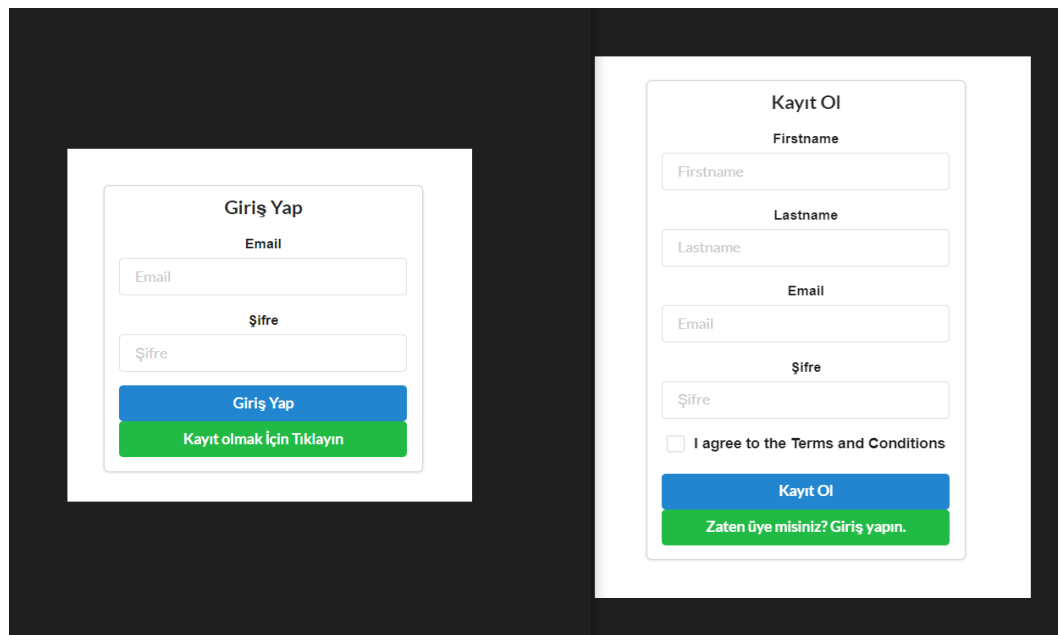 Giriş Yap
Email
Email
Şifre
Şifre
Giriş Yap
Kayıt olmak İçin Tıklayın
Kayıt Ol
Firstname
Firstname
Lastname
Lastname
Email
Email
Şifre
Şifre
I agree to the Terms and Conditions
Kayıt Ol
Zaten üye misiniz? Giriş yapın.